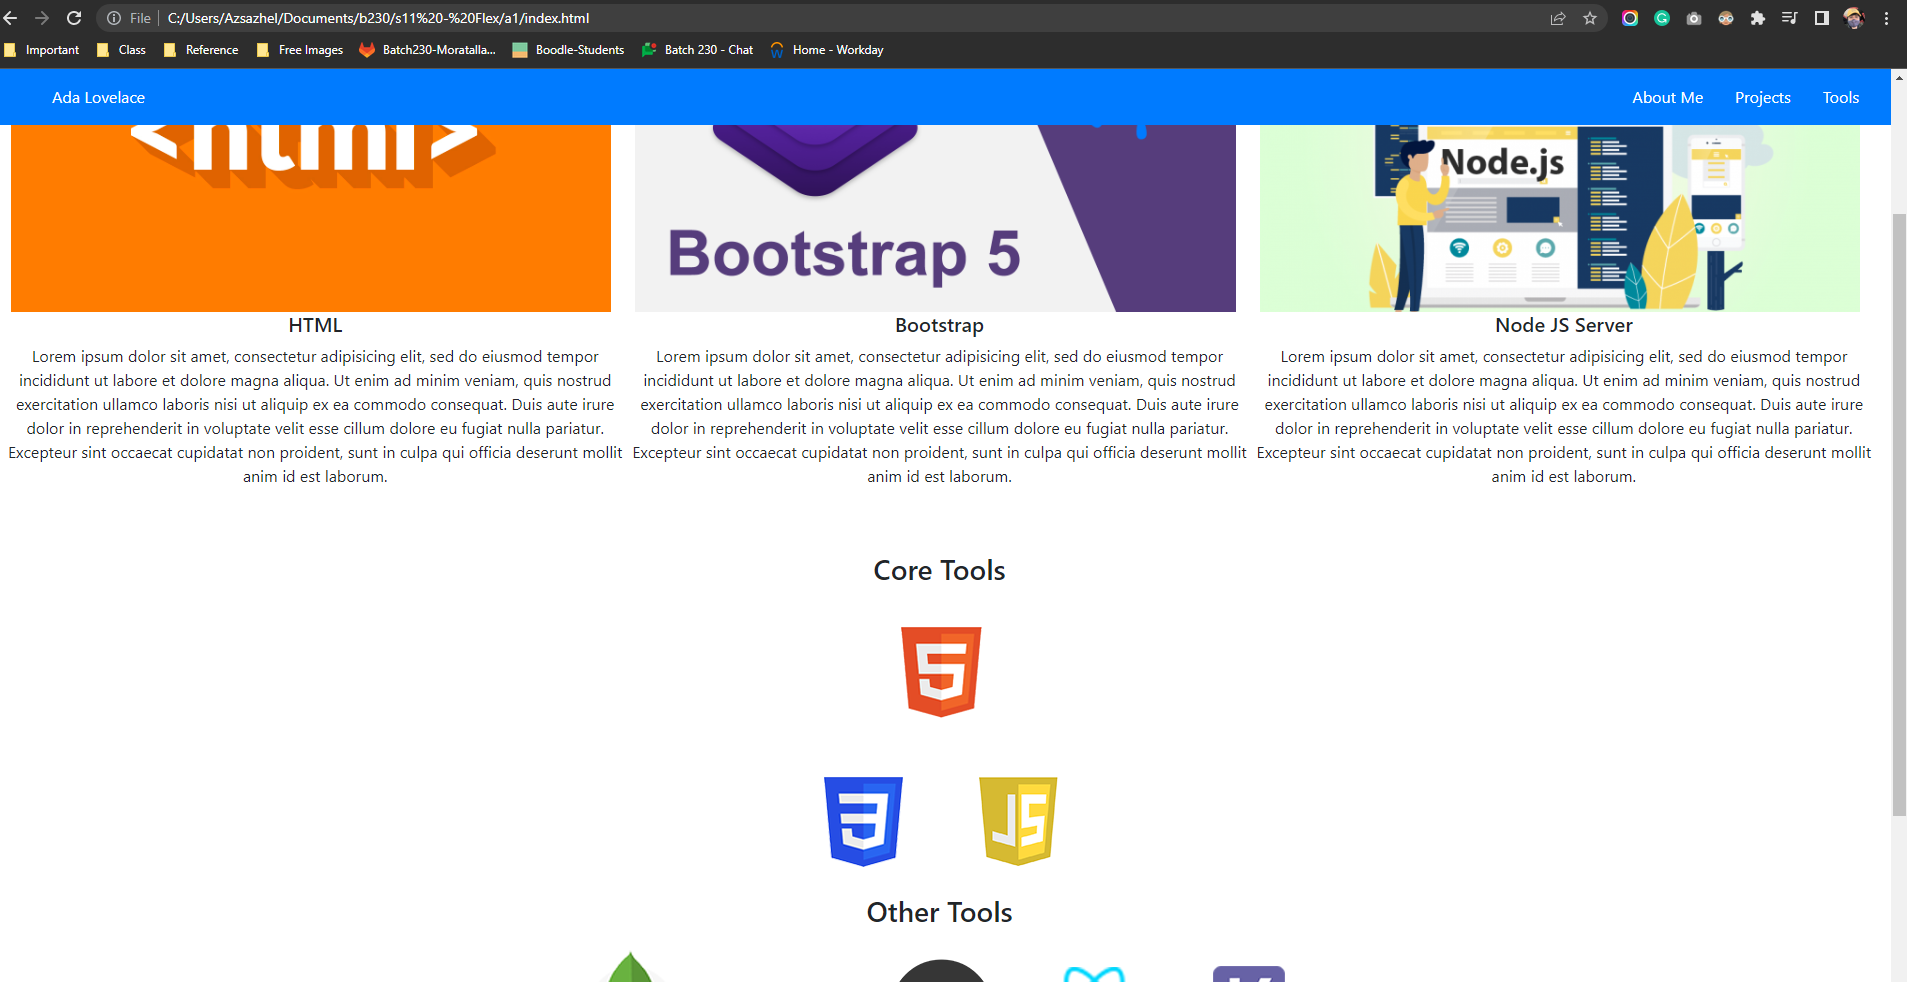 File
C:/Users/Azsazhel/Documents/b230/s11%20-%20Flex/a1/index.html
Important
Class
Reference
Free Images
Batch230-Moratalla...
Boodle-Students
Batch 230 - Chat
Home - Workday
Ada Lovelace
About Me
Projects
Tools
<html>
Bootstrap 5
Node.js
HTML
Lorem ipsum dolor sit amet, consectetur adipisicing elit, sed do eiusmod tempor
incididunt ut labore et dolore magna aliqua. Ut enim ad minim veniam, quis nostrud
exercitation ullamco laboris nisi ut aliquip ex ea commodo consequat. Duis aute irure
dolor in reprehenderit in voluptate velit esse cillum dolore eu fugiat nulla pariatur.
Excepteur sint occaecat cupidatat non proident, sunt in culpa qui officia deserunt mollit
anim id est laborum.
Bootstrap
Lorem ipsum dolor sit amet, consectetur adipisicing elit, sed do eiusmod tempor
incididunt ut labore et dolore magna aliqua. Ut enim ad minim veniam, quis nostrud
exercitation ullamco laboris nisi ut aliquip ex ea commodo consequat. Duis aute irure
dolor in reprehenderit in voluptate velit esse cillum dolore eu fugiat nulla pariatur.
Excepteur sint occaecat cupidatat non proident, sunt in culpa qui officia deserunt mollit
anim id est laborum.
Node JS Server
Lorem ipsum dolor sit amet, consectetur adipisicing elit, sed do eiusmod tempor
incididunt ut labore et dolore magna aliqua. Ut enim ad minim veniam, quis nostrud
exercitation ullamco laboris nisi ut aliquip ex ea commodo consequat. Duis aute irure
dolor in reprehenderit in voluptate velit esse cillum dolore eu fugiat nulla pariatur.
Excepteur sint occaecat cupidatat non proident, sunt in culpa qui officia deserunt mollit
anim id est laborum.
Core Tools
5
3
JS
Other Tools